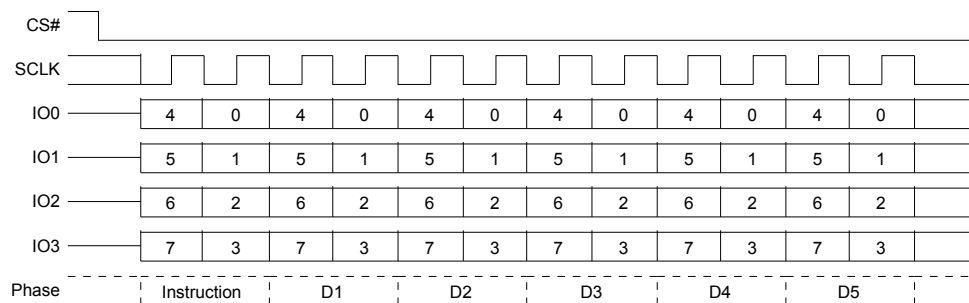 CS#
SCLK
IO0 4 0 4 0 4 0 4 0 4 0 4 0
IO1 5 1 5 1 5 1 5 1 5 1 5 1
IO2 6 2 6 2 6 2 6 2 6 2 6 2
IO3 7 3 7 3 7 3 7 3 7 3 7 3
Phase Instruction D1 D2 D3 D4 D5